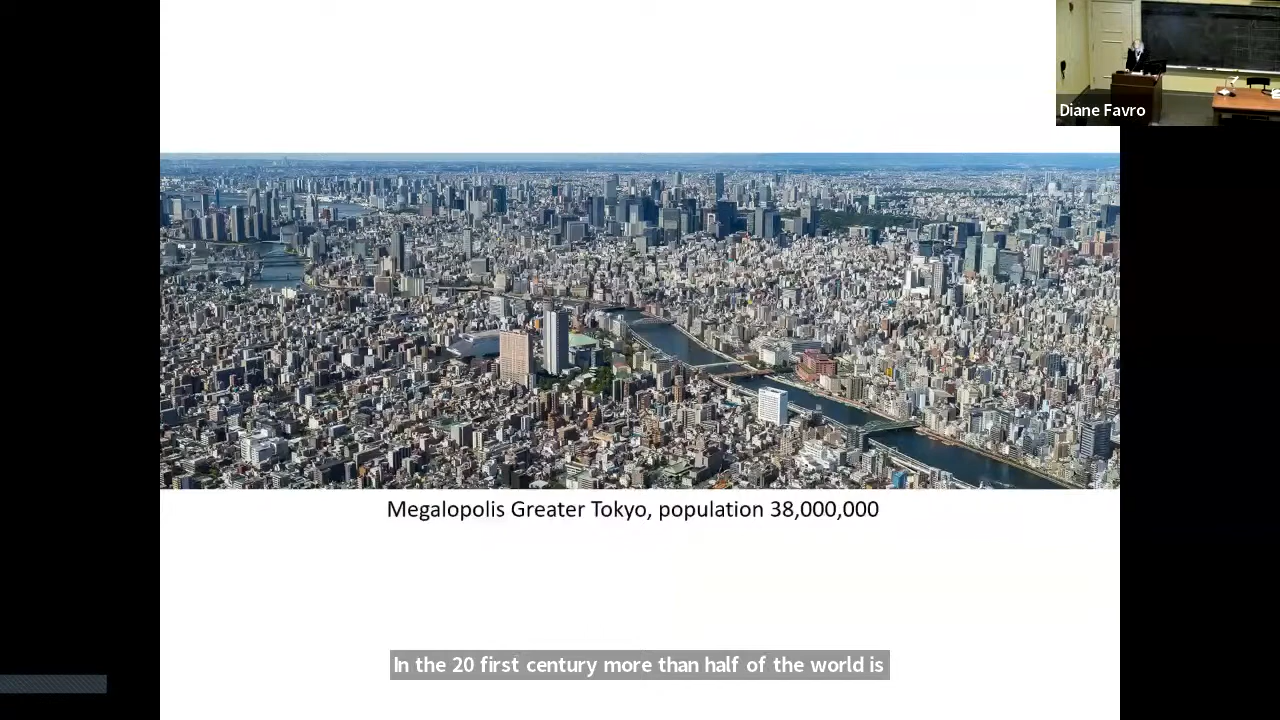 Diane Favro
Megalopolis Greater Tokyo, population 38,000,000
In the 20 first century more than half of the world is